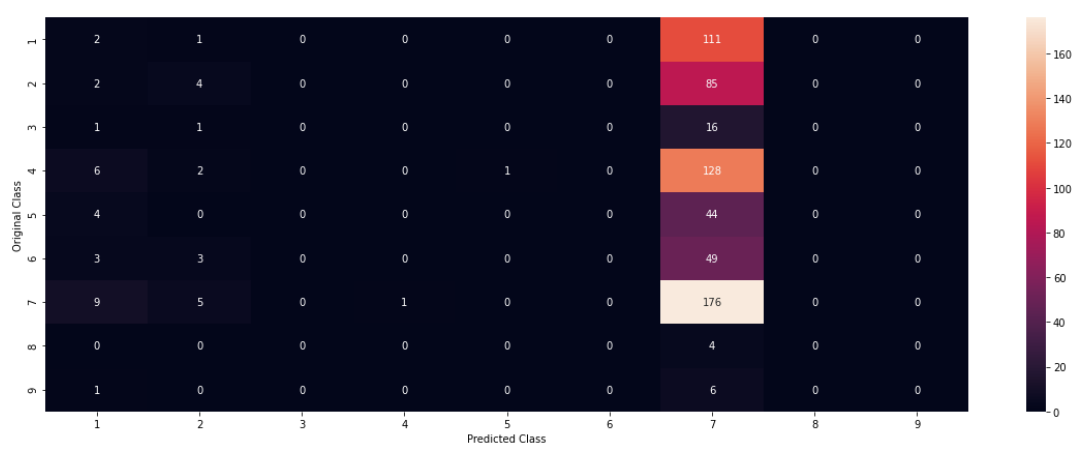 1 2 1 0 0 0 0 111 0 0
2 2 4 0 0 0 0 85 0 0
3 1 1 0 0 0 0 16 0 0
4 6 2 0 0 1 0 128 0 0
5 4 0 0 0 0 0 44 0 0
6 3 3 0 0 0 0 49 0 0
7 9 5 0 1 0 0 176 0 0
8 0 0 0 0 0 0 4 0 0
9 1 0 0 0 0 0 6 0 0
1 2 3 4 5 6 7 8 9
Predicted Class
Original Class
160
140
120
100
80
60
40
20
0